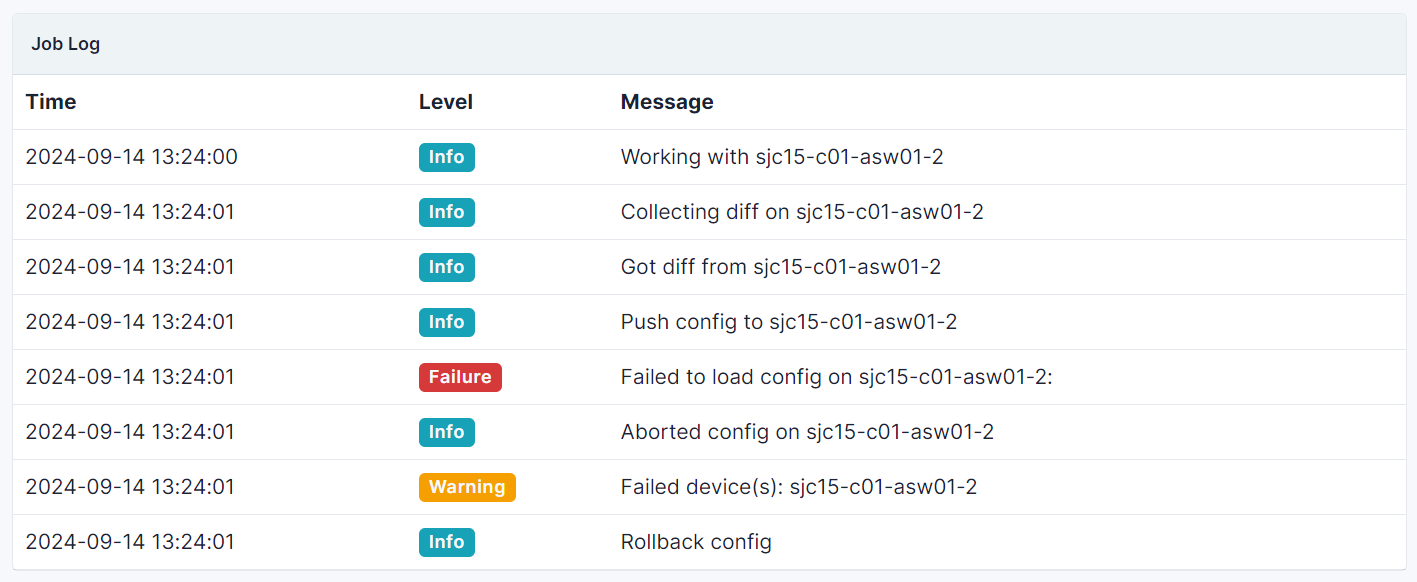 Job Log
Time Level Message
2024-09-14 13:24:00 Info Working with sjc15-c01-asw01-2
2024-09-14 13:24:01 Info Collecting diff on sjc15-c01-asw01-2
2024-09-14 13:24:01 Info Got diff from sjc15-c01-asw01-2
2024-09-14 13:24:01 Info Push config to sjc15-c01-asw01-2
2024-09-14 13:24:01 Failure Failed to load config on sjc15-c01-asw01-2:
2024-09-14 13:24:01 Info Aborted config on sjc15-c01-asw01-2
2024-09-14 13:24:01 Warning Failed device(s): sjc15-c01-asw01-2
2024-09-14 13:24:01 Info Rollback config